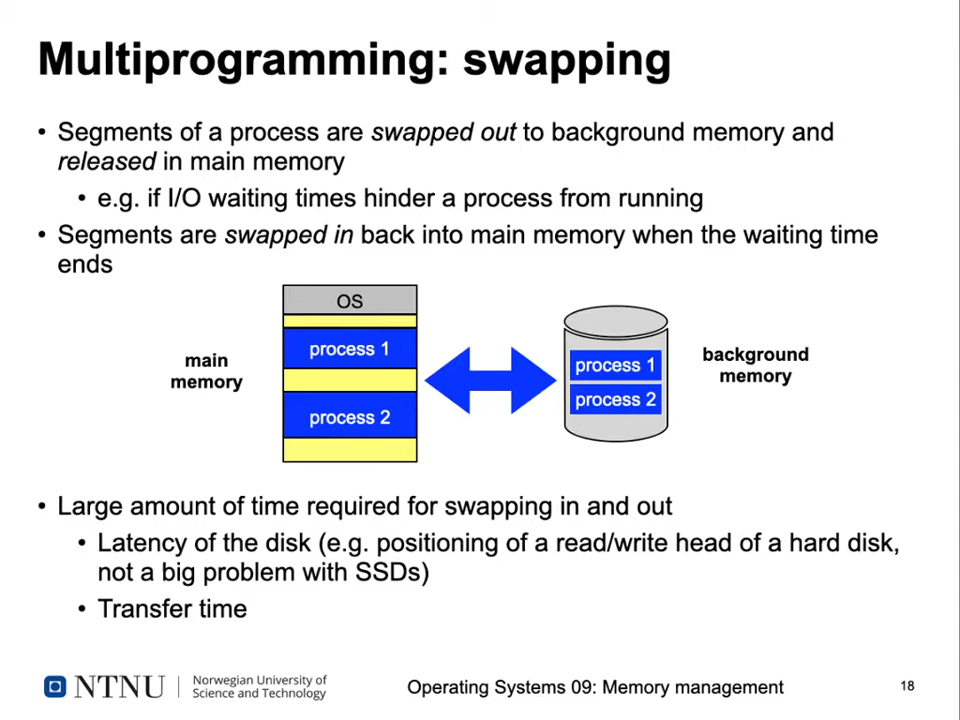 Multiprogramming: swapping
• Segments of a process are swapped out to background memory and
released in main memory
• e.g. if I/O waiting times hinder a process from running
• Segments are swapped in back into main memory when the waiting time
ends
OS
process 1
process 2
main
memory
process 1
process 2
background
memory
• Large amount of time required for swapping in and out
• Latency of the disk (e.g. positioning of a read/write head of a hard disk,
not a big problem with SSDs)
• Transfer time
NTNU
Norwegian University of
Science and Technology
Operating Systems 09: Memory management
18